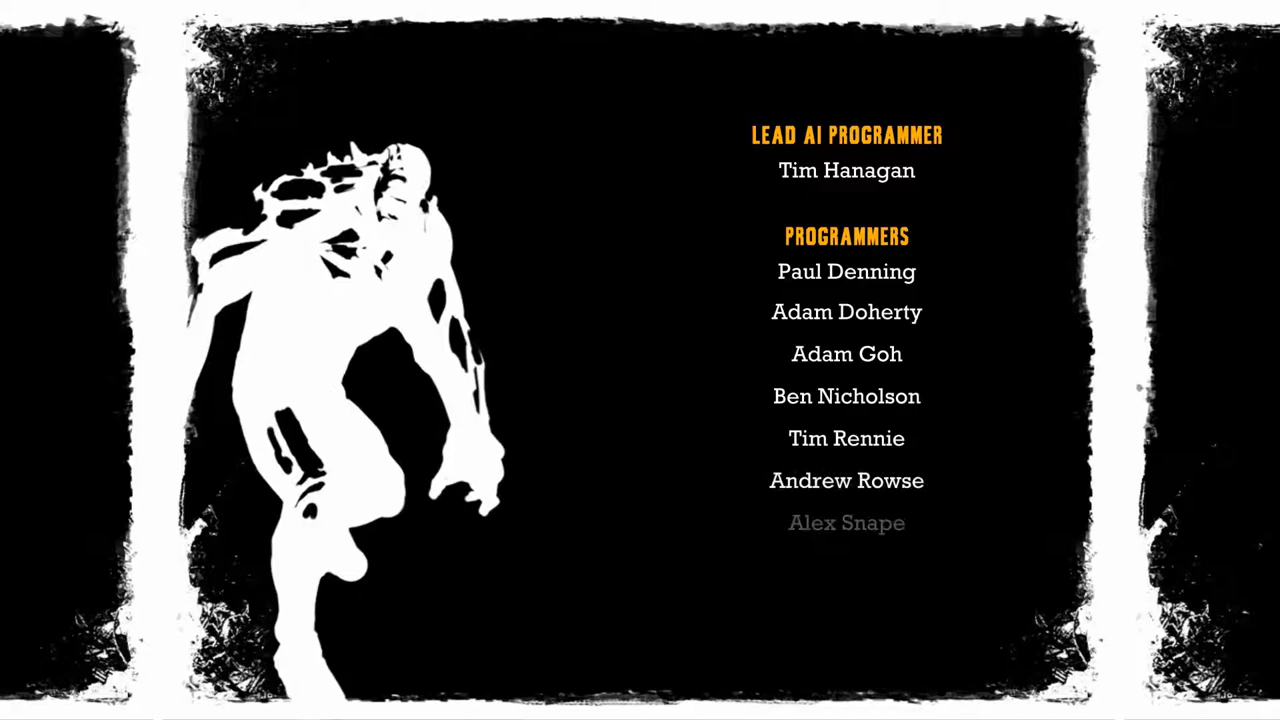 LEAD AI PROGRAMMER
Tim Hanagan
PROGRAMMERS
Paul Denning
Adam Doherty
Adam Goh
Ben Nicholson
Tim Rennie
Andrew Rowse
Alex Snape